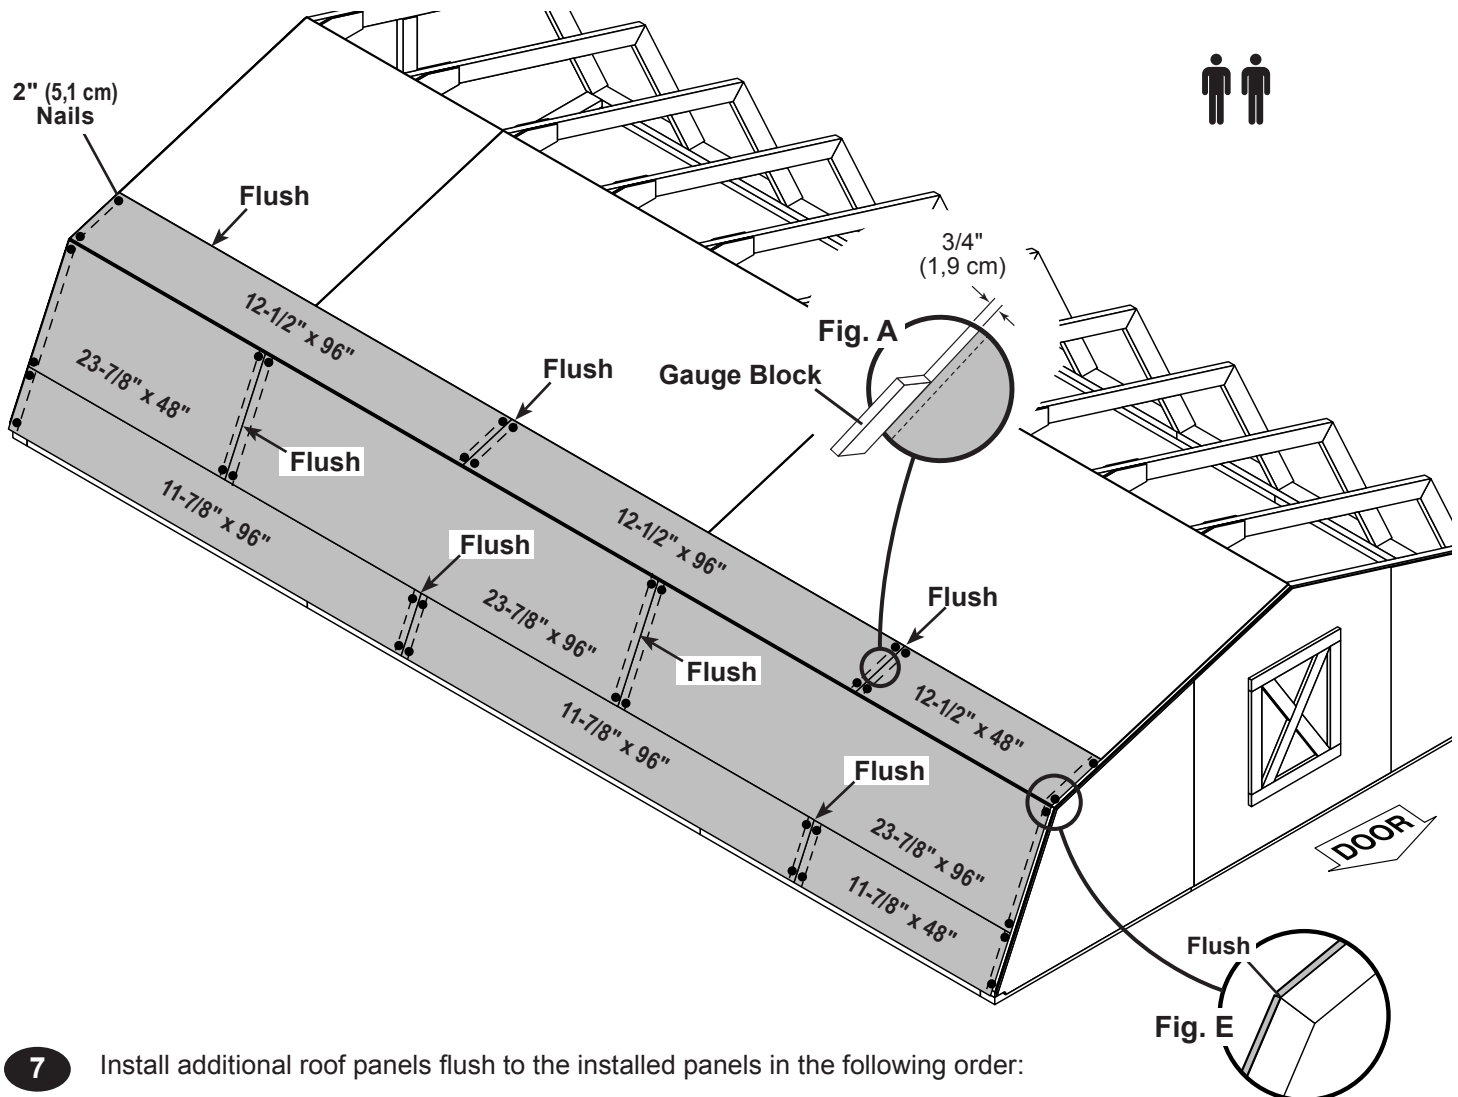 2" (5,1 cm)
Nails
Flush
3/4"
(1,9 cm)
Fig. A
Gauge Block
12-1/2" x 96"
Flush
23-7/8" x 48"
Flush
11-7/8" x 96"
12-1/2" x 96"
Flush
23-7/8" x 96"
Flush
Flush
12-1/2" x 48"
11-7/8" x 96"
Flush
23-7/8" x 96"
11-7/8" x 48"
DOOR
Flush
Fig. E
7 Install additional roof panels flush to the installed panels in the following order: